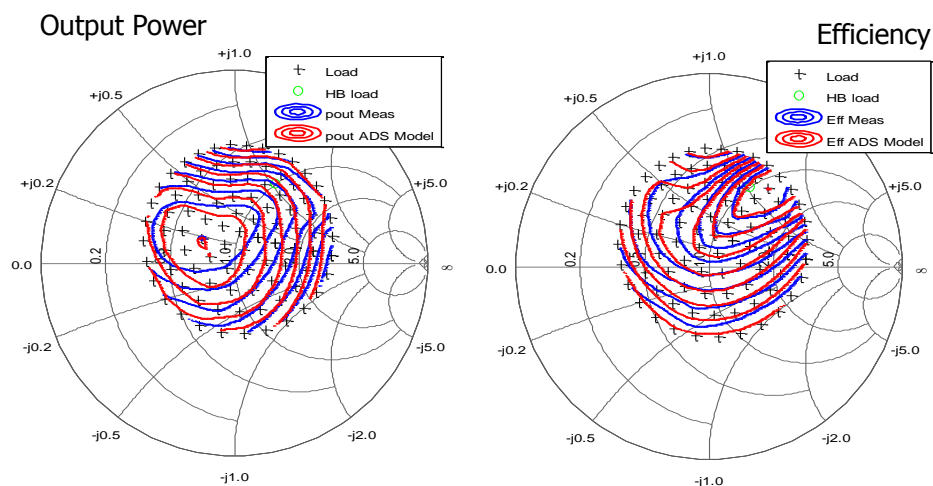 Output Power
Efficiency
+j1.0
+j0.5
+j0.2
0.0
-j0.2
-j0.5
-j1.0
-j2.0
-j5.0
+j5.0
∞
0.2
5.0
Load
HB load
pout Meas
pout ADS Model
+j1.0
+j0.5
+j0.2
0.0
-j0.2
-j0.5
-j1.0
-j2.0
-j5.0
+j5.0
∞
0.2
5.0
Load
HB load
Eff Meas
Eff ADS Model